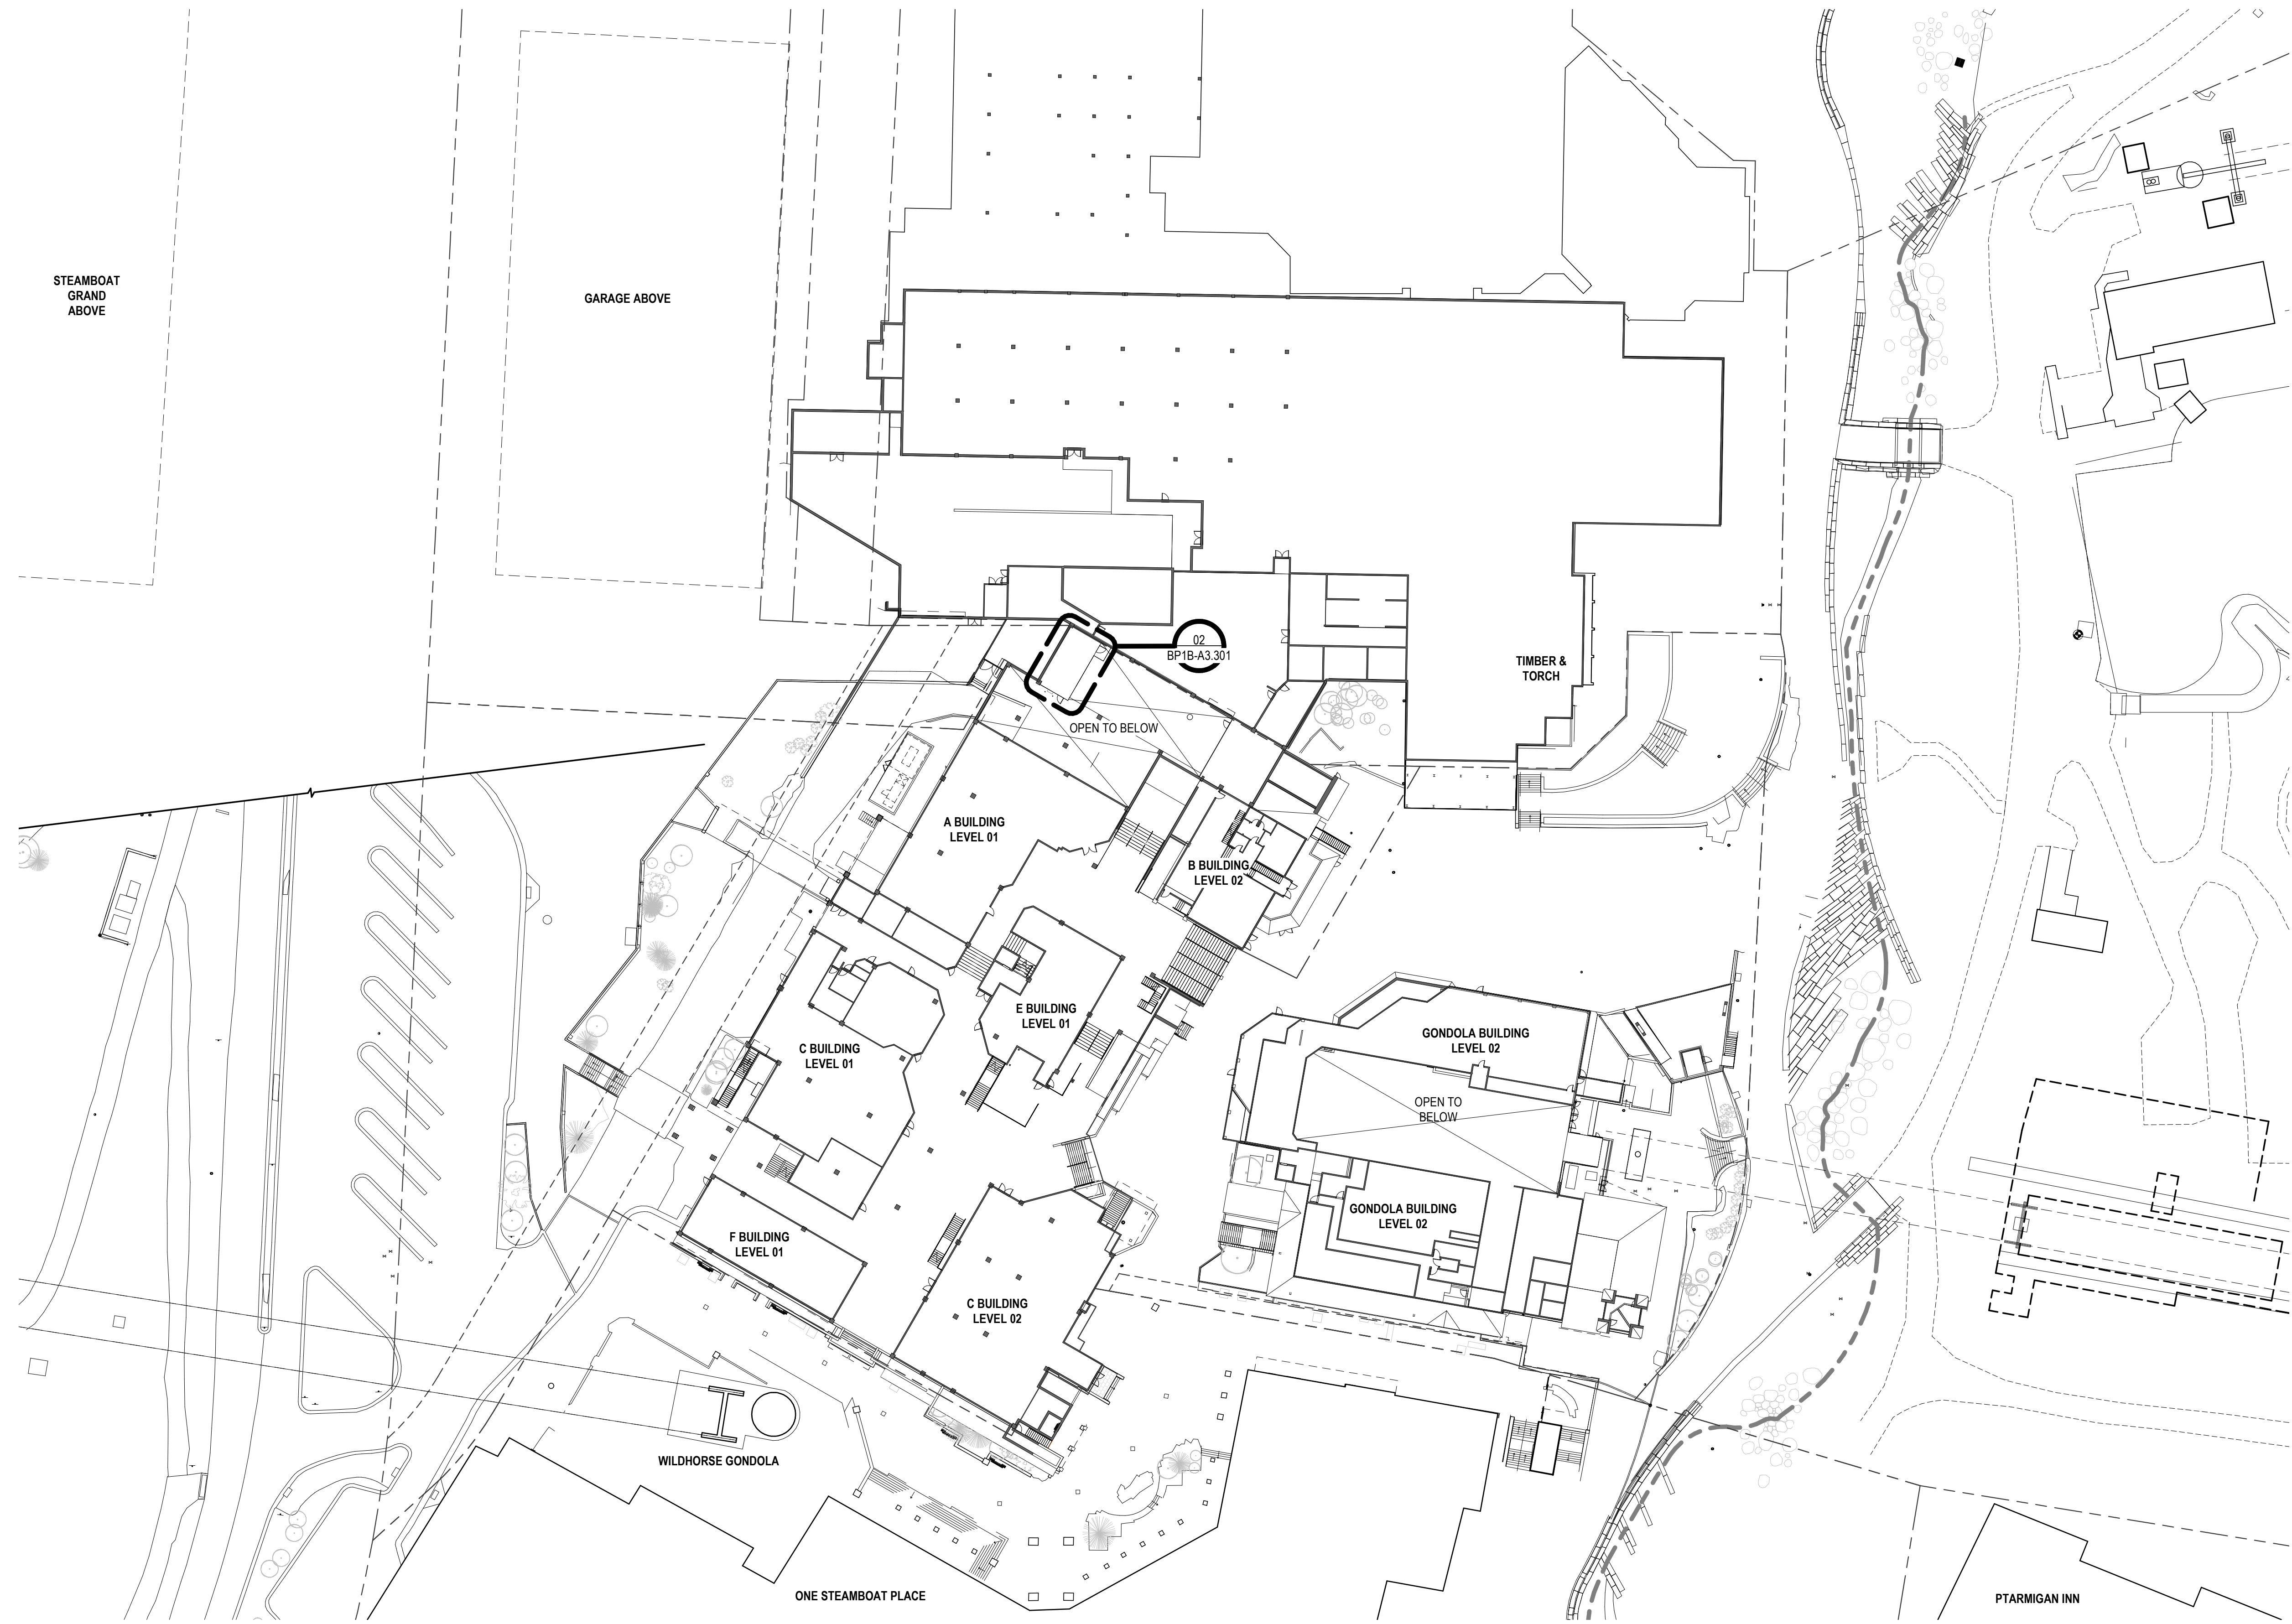 STEAMBOAT
GRAND
ABOVE
GARAGE ABOVE
02
BP1B-A3.301
TIMBER &
TORCH
OPEN TO BELOW
A BUILDING
LEVEL 01
B BUILDING
LEVEL 02
E BUILDING
LEVEL 01
C BUILDING
LEVEL 01
GONDOLA BUILDING
LEVEL 02
OPEN TO
BELOW
GONDOLA BUILDING
LEVEL 02
F BUILDING
LEVEL 01
C BUILDING
LEVEL 02
WILDHORSE GONDOLA
ONE STEAMBOAT PLACE
PTARMIGAN INN